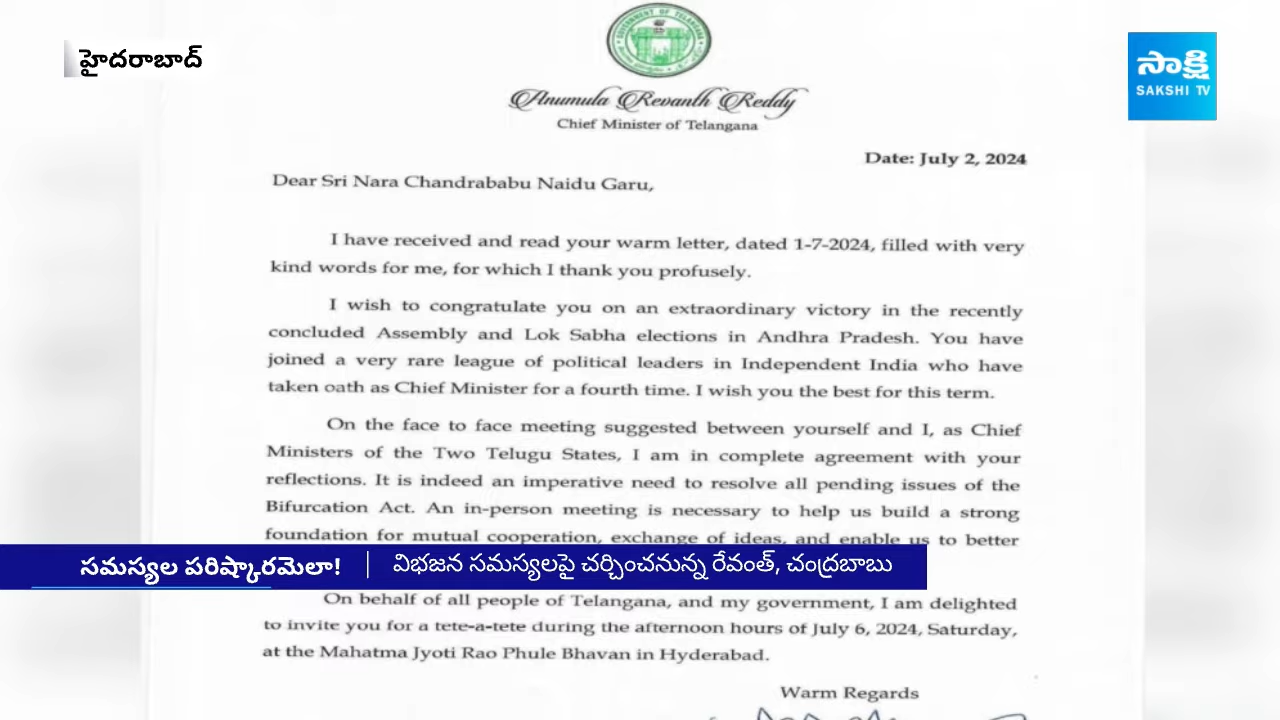 హైదరాబాద్
సాక్షి
SAKSHI TV
GOVERNMENT OF TELANGANA
Anumula Revanth Reddy
Chief Minister of Telangana
Date: July 2, 2024
Dear Sri Nara Chandrababu Naidu Garu,
I have received and read your warm letter, dated 1-7-2024, filled with very
kind words for me, for which I thank you profusely.
I wish to congratulate you on an extraordinary victory in the recently
concluded Assembly and Lok Sabha elections in Andhra Pradesh. You have
joined a very rare league of political leaders in Independent India who have
taken oath as Chief Minister for a fourth time. I wish you the best for this term.
On the face to face meeting suggested between yourself and I, as Chief
Ministers of the Two Telugu States, I am in complete agreement with your
reflections. It is indeed an imperative need to resolve all pending issues of the
Bifurcation Act. An in-person meeting is necessary to help us build a strong
foundation for mutual cooperation, exchange of ideas, and enable us to better
సమస్యల పరిష్కారమెలా! | విభజన సమస్యలపై చర్చించనున్న రేవంత్, చంద్రబాబు
On behalf of all people of Telangana, and my government, I am delighted
to invite you for a tete-a-tete during the afternoon hours of July 6, 2024, Saturday,
at the Mahatma Jyoti Rao Phule Bhavan in Hyderabad.
Warm Regards